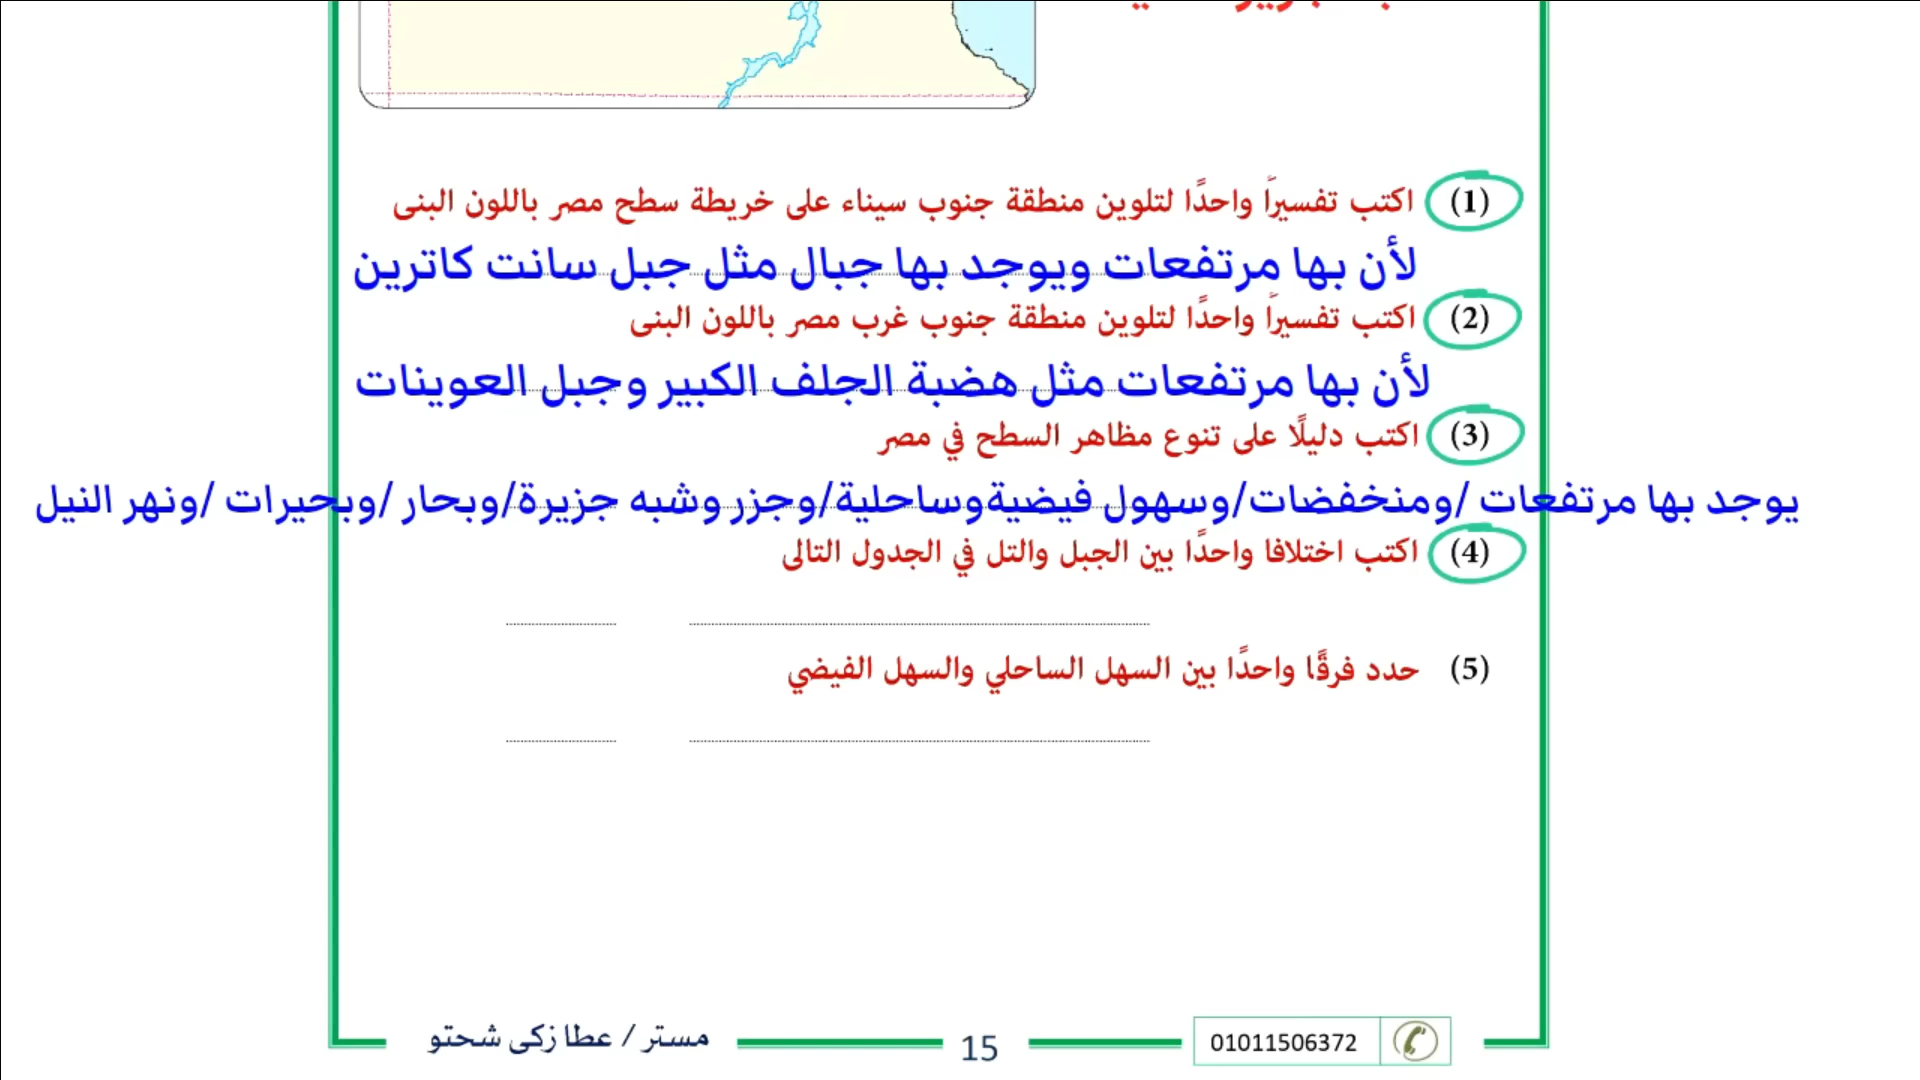 (1) اكتب تفسيراً واحدًا لتلوين منطقة جنوب سيناء على خريطة سطح مصر باللون البنى
لأن بها مرتفعات ويوجد بها جبال مثل جبل سانت كاترين
(2) اكتب تفسيراً واحدًا لتلوين منطقة جنوب غرب مصر باللون البنى
لأن بها مرتفعات مثل هضبة الجلف الكبير وجبل العوينات
(3) اكتب دليلًا على تنوع مظاهر السطح في مصر
يوجد بها مرتفعات /ومنخفضات/وسهول فيضيةوساحلية/وجزر وشبه جزيرة/وبحار /وبحيرات /ونهر النيل
(4) اكتب اختلافا واحدًا بين الجبل والتل في الجدول التالى
(5) حدد فرقًا واحدًا بين السهل الساحلي والسهل الفيضي
01011506372 15 مستر / عطا زكى شحتو